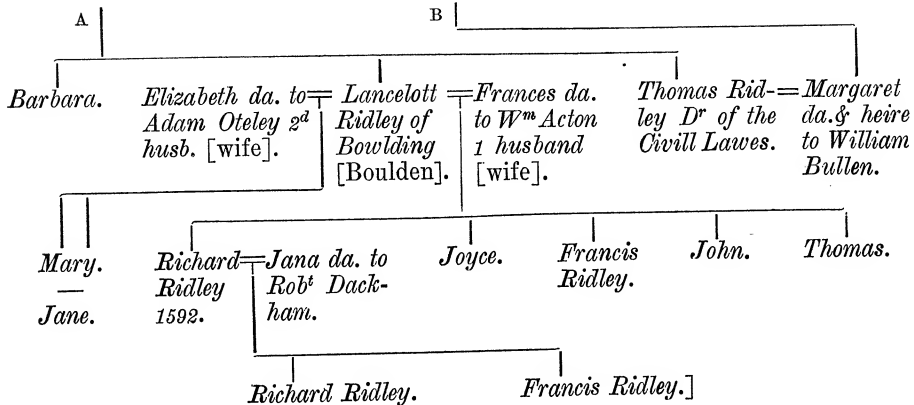 A
B
Barbara.
Elizabeth da. to
Adam Oteley 2ᵈ
husb. [wife].
Lancelott
Ridley of
Bowlding
[Boulden].
Frances da.
to Wᵐ Acton
1 husband
[wife].
Thomas Rid-
ley Dʳ of the
Civill Lawes.
Margaret
da. & heire
to William
Bullen.
Mary.
—
Jane.
Richard
Ridley
1592.
Jana da. to
Robᵗ Dack-
ham.
Joyce.
Francis
Ridley.
John.
Thomas.
Richard Ridley.
Francis Ridley.]